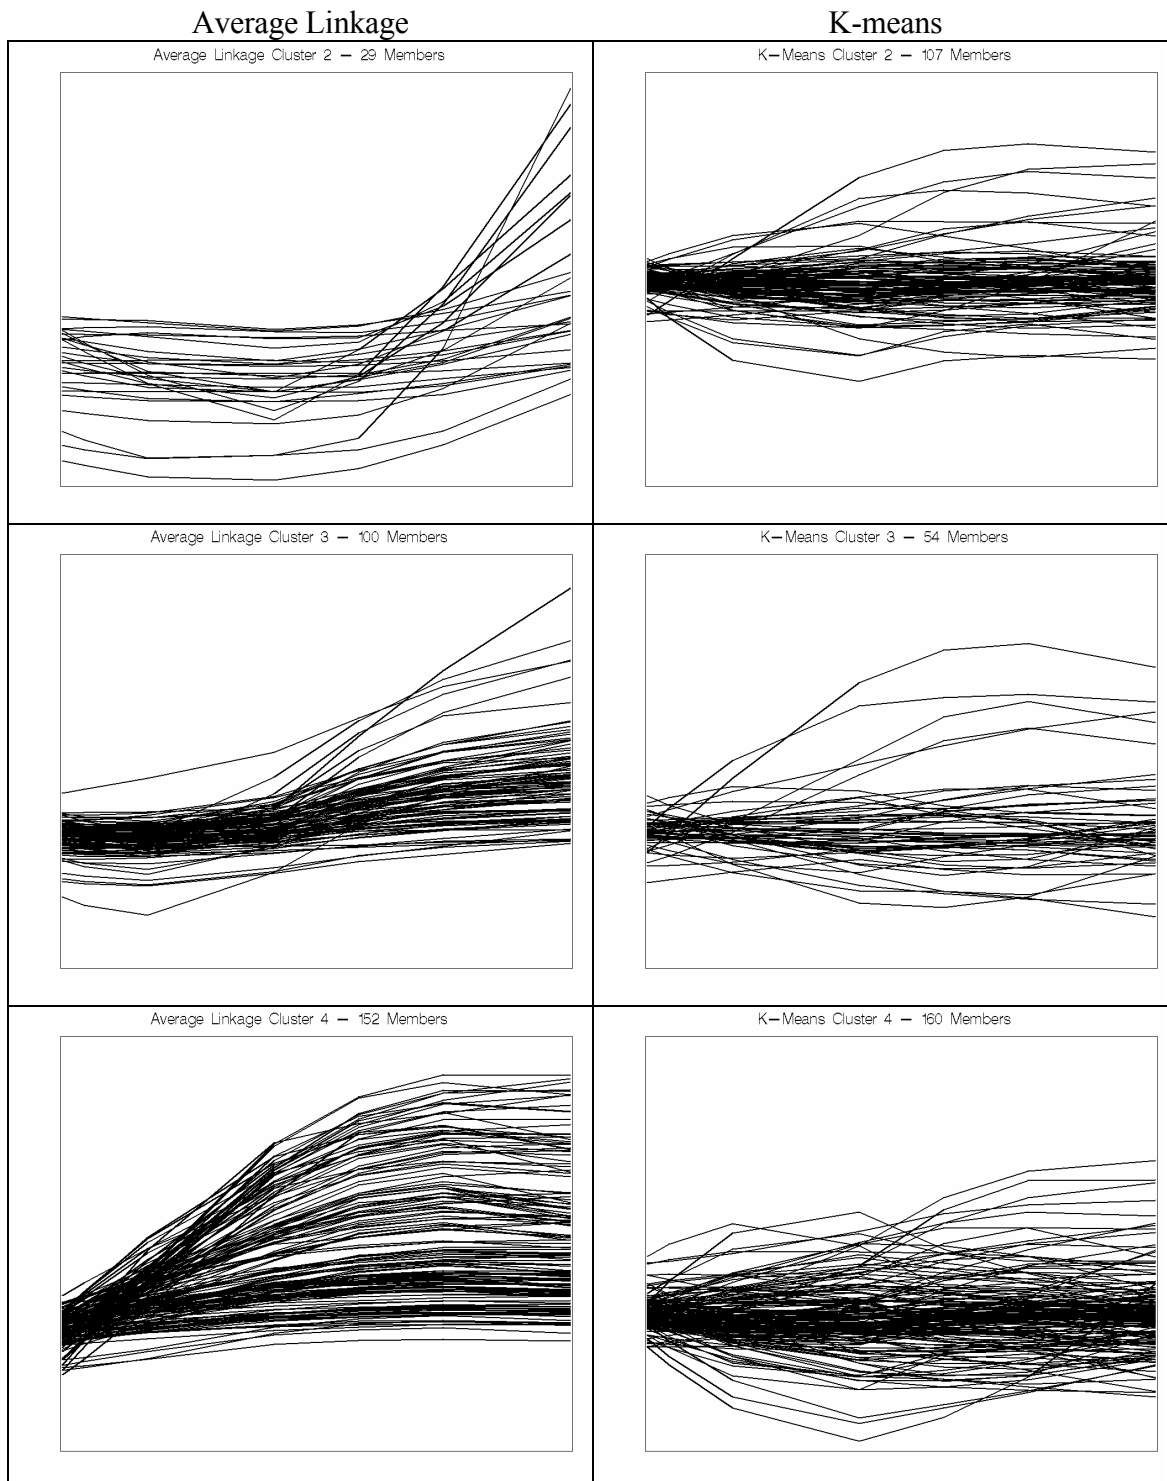 Average Linkage
K-means
Average Linkage Cluster 2 – 29 Members
K–Means Cluster 2 – 107 Members
Average Linkage Cluster 3 – 100 Members
K–Means Cluster 3 – 54 Members
Average Linkage Cluster 4 – 152 Members
K–Means Cluster 4 – 160 Members